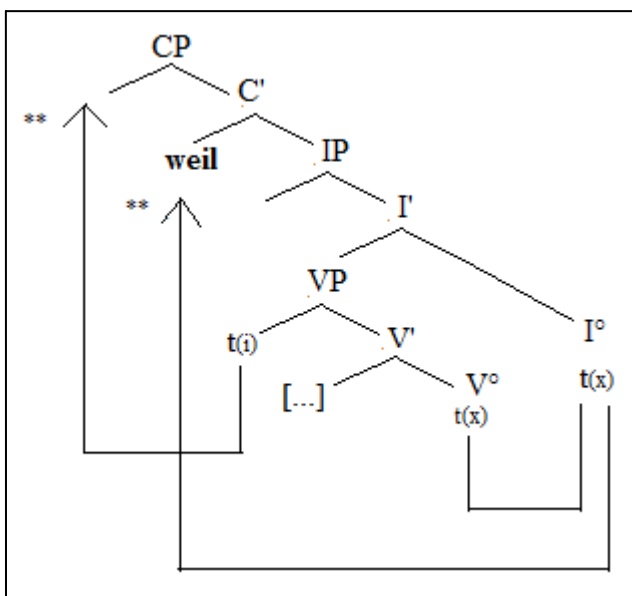 CP
** C'
weil IP
** I'
VP
t(i) V' I°
[...] V° t(x)
t(x)